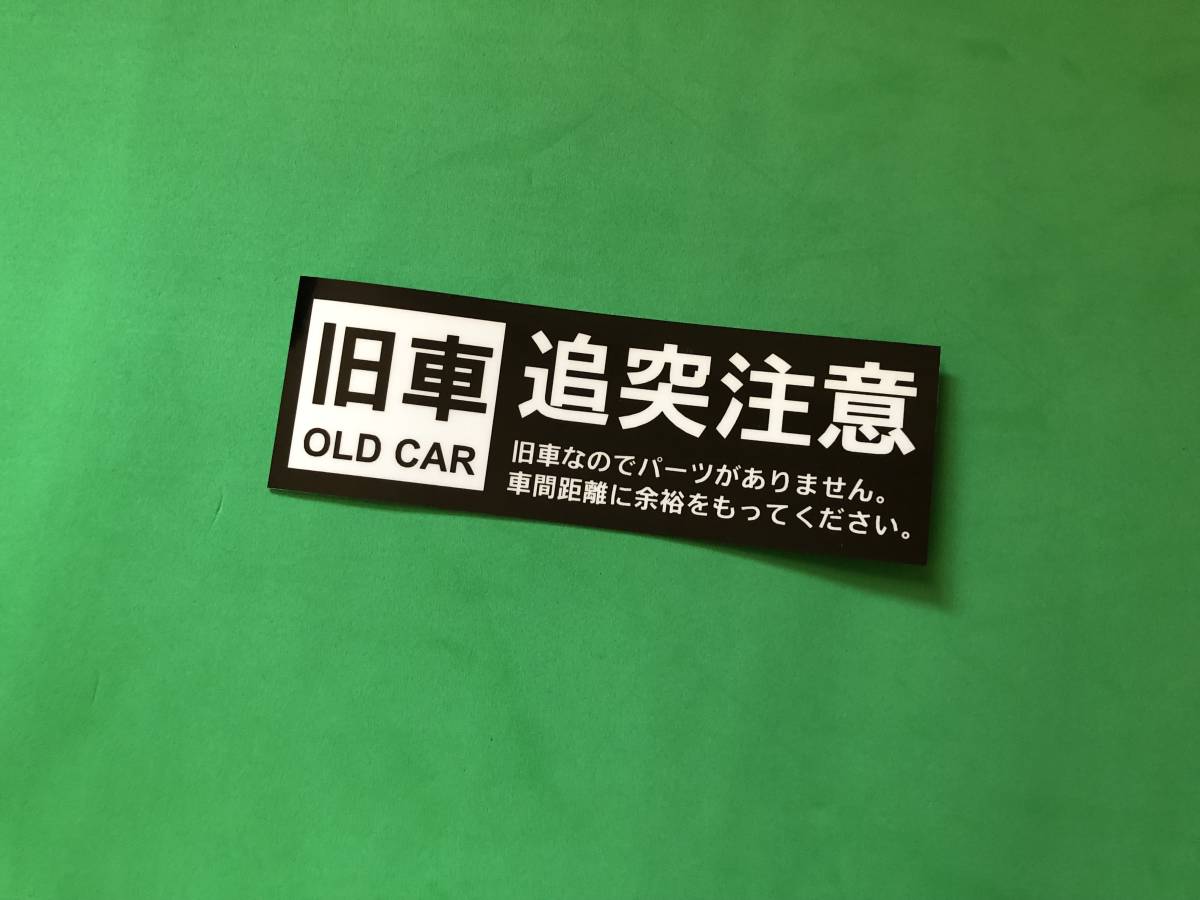 旧車
OLD CAR
追突注意
旧車なのでパーツがありません。
車間距離に余裕をもってください。